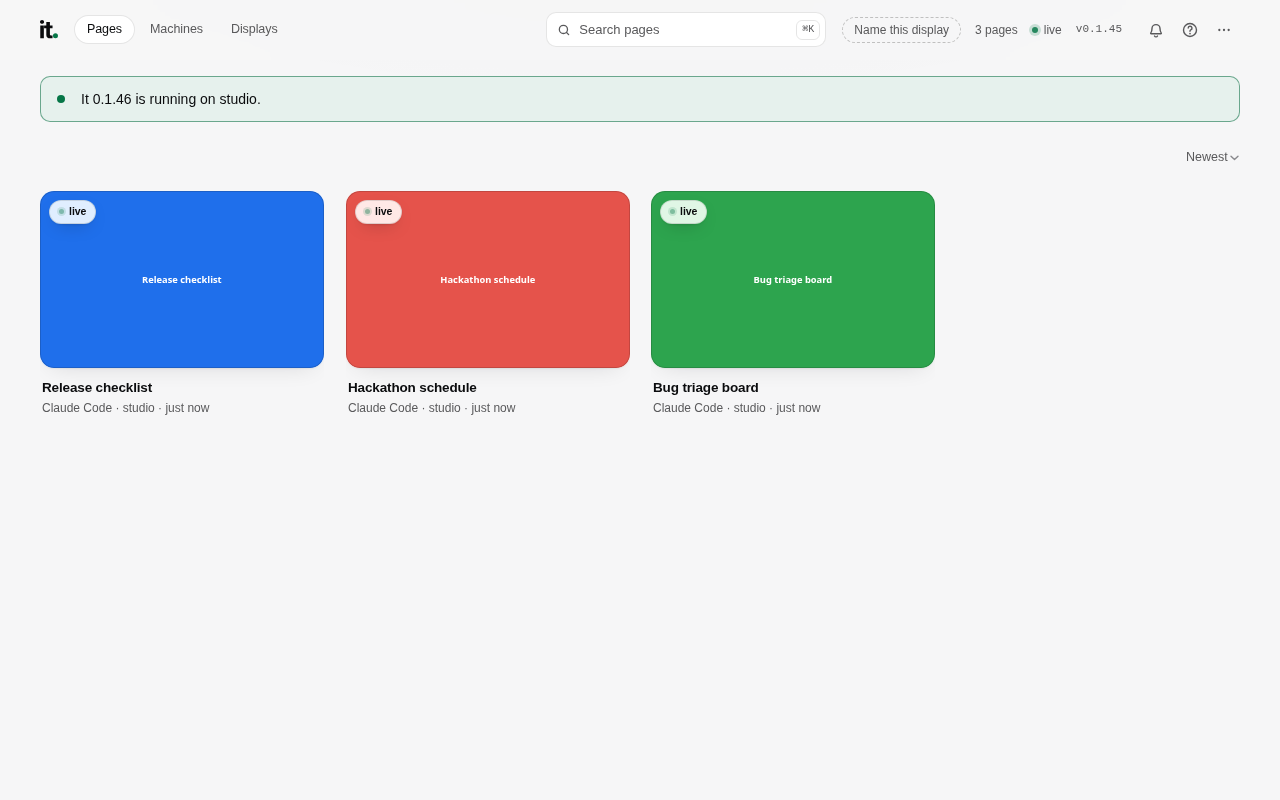 it.
Pages
Machines
Displays
Search pages
⌘K
Name this display
3 pages
live
v0.1.45
It 0.1.46 is running on studio.
Newest
live
Release checklist
Release checklist
Claude Code · studio · just now
live
Hackathon schedule
Hackathon schedule
Claude Code · studio · just now
live
Bug triage board
Bug triage board
Claude Code · studio · just now